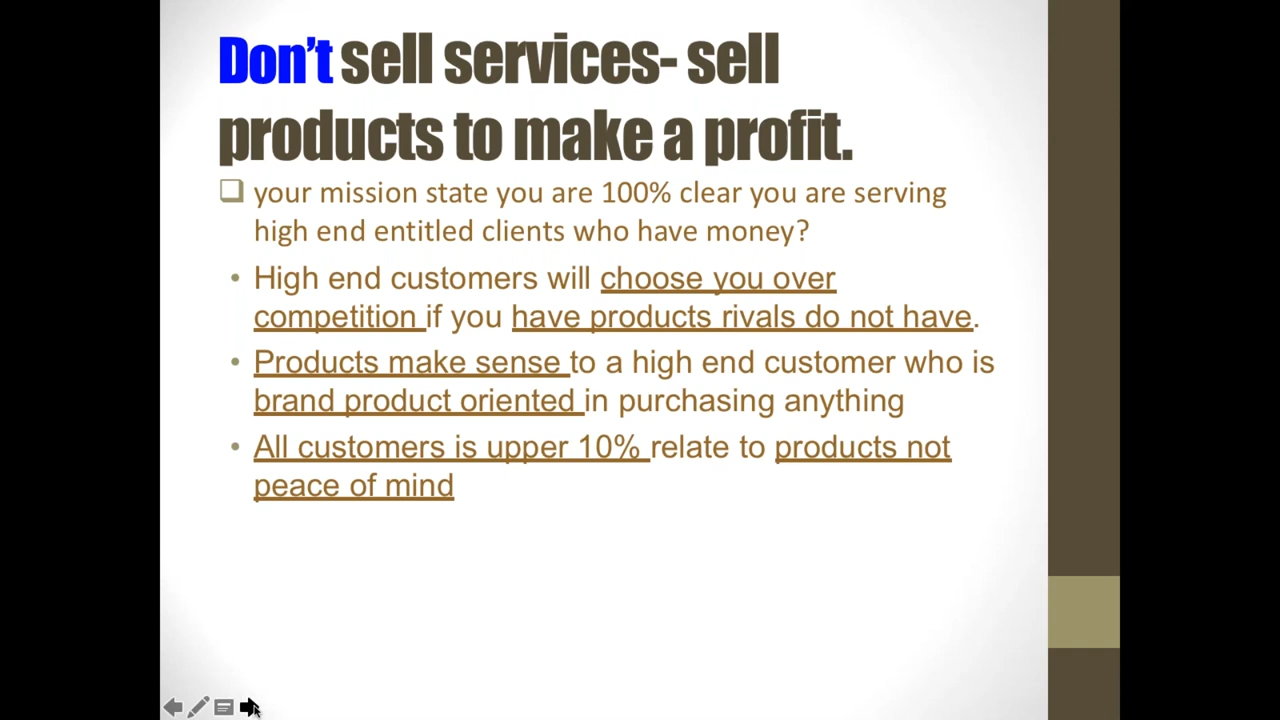 Don't sell services- sell
products to make a profit.
your mission state you are 100% clear you are serving
high end entitled clients who have money?
• High end customers will choose you over
competition if you have products rivals do not have.
• Products make sense to a high end customer who is
brand product oriented in purchasing anything
• All customers is upper 10% relate to products not
peace of mind